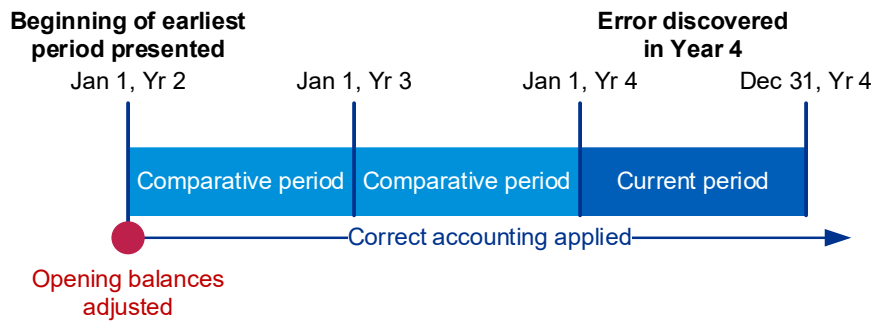 Beginning of earliest
period presented
Error discovered
in Year 4
Jan 1, Yr 2
Jan 1, Yr 3
Jan 1, Yr 4
Dec 31, Yr 4
Comparative period
Comparative period
Current period
Correct accounting applied
Opening balances
adjusted